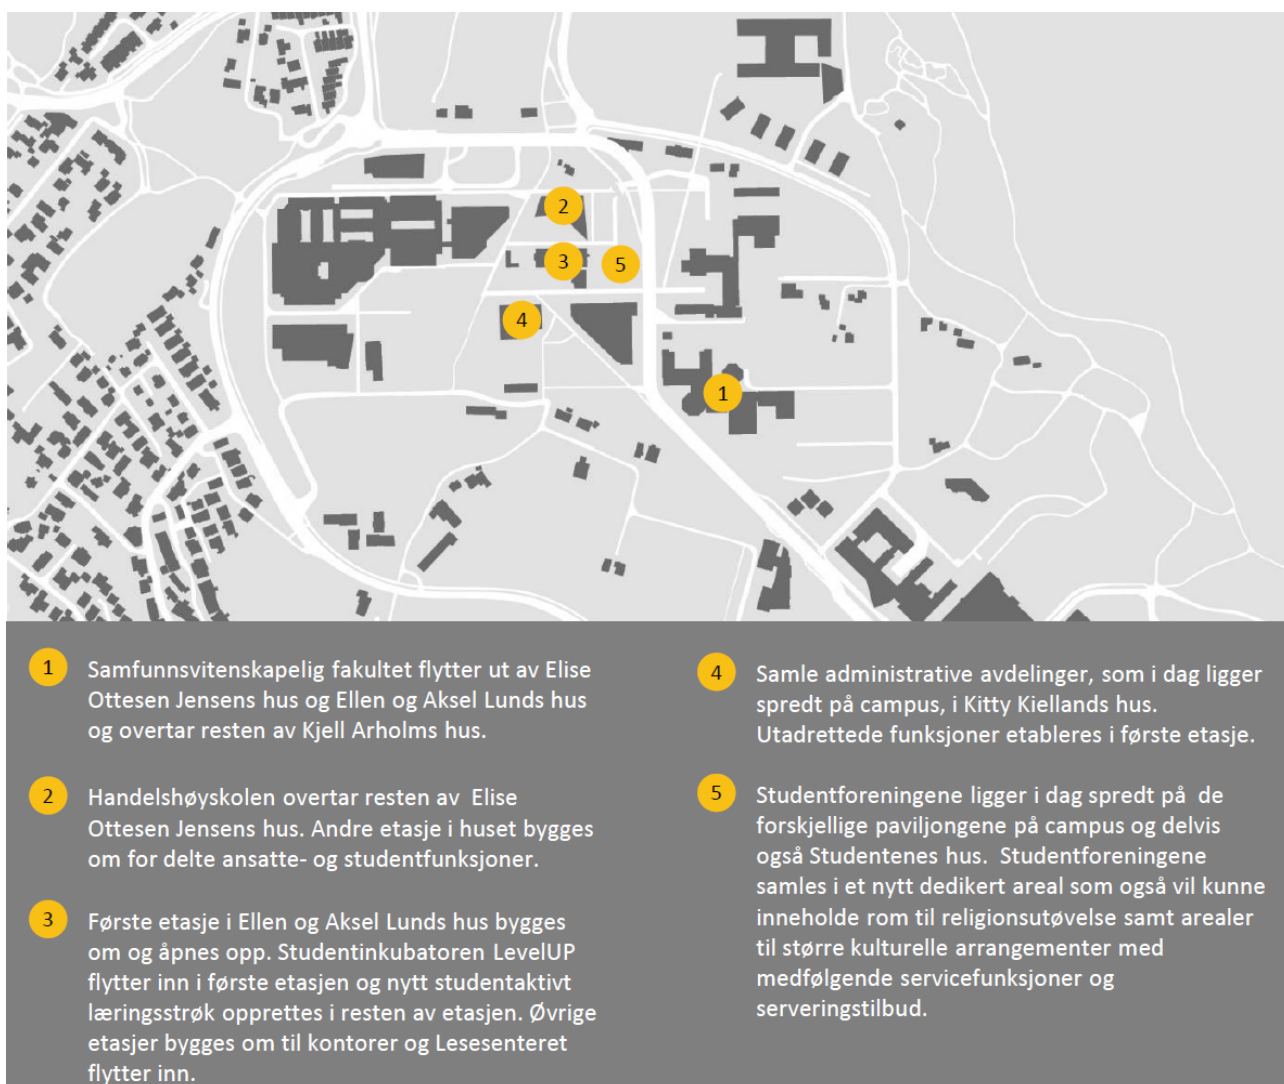 2
3
5
4
1
1
Samfunnsvitenskapelig fakultet flytter ut av Elise
Ottesen Jensens hus og Ellen og Aksel Lunds hus
og overtar resten av Kjell Arholms hus.
2
Handelshøyskolen overtar resten av  Elise
Ottesen Jensens hus. Andre etasje i huset bygges
om for delte ansatte- og studentfunksjoner.
3
Første etasje i Ellen og Aksel Lunds hus bygges
om og åpnes opp. Studentinkubatoren LevelUP
flytter inn i første etasjen og nytt studentaktivt
læringsstrøk opprettes i resten av etasjen. Øvrige
etasjer bygges om til kontorer og Lesesenteret
flytter inn.
4
Samle administrative avdelinger, som i dag ligger
spredt på campus, i Kitty Kiellands hus.
Utadrettede funksjoner etableres i første etasje.
5
Studentforeningene ligger i dag spredt på  de
forskjellige paviljongene på campus og delvis
også Studentenes hus.  Studentforeningene
samles i et nytt dedikert areal som også vil kunne
inneholde rom til religionsutøvelse samt arealer
til større kulturelle arrangementer med
medfølgende servicefunksjoner og
serveringstilbud.